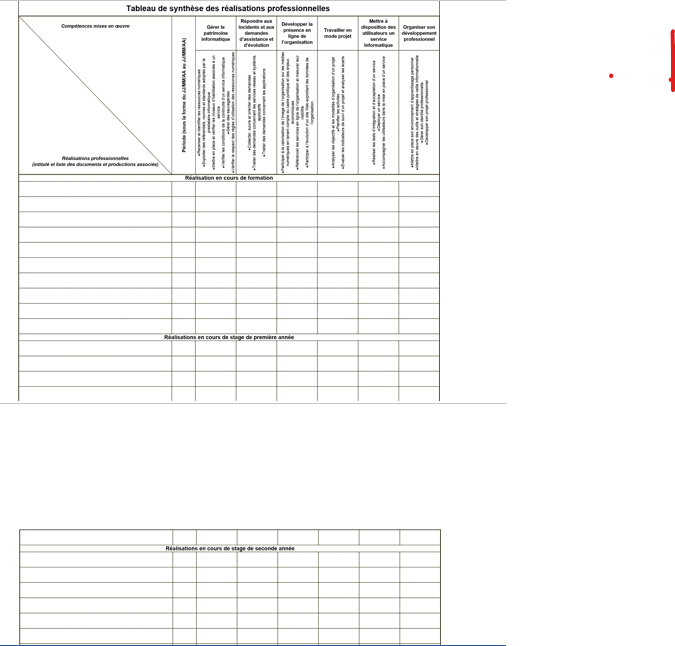 Tableau de synthèse des réalisations professionnelles
Compétences mises en œuvre
Réalisations professionnelles
(intitulé et liste des documents et productions associés)
Période (sous la forme du JJ/MM/AA au JJ/MM/AA)
Gérer le
patrimoine
informatique
Répondre aux
incidents et aux
demandes
d'assistance et
d'évolution
Développer la
présence en
ligne de
l'organisation
Travailler en
mode projet
Mettre à
disposition des
utilisateurs un
service
informatique
Organiser son
développement
professionnel
▪Recenser et identifier les ressources numériques
▪Exploiter des référentiels, normes et standards adoptés par le
prestataire informatique
▪Mettre en place et vérifier les niveaux d'habilitation associés à un
service
▪Vérifier les conditions de la continuité d'un service informatique
▪Gérer des sauvegardes
▪Vérifier le respect des règles d'utilisation des ressources numériques
▪Collecter, suivre et orienter des demandes
▪Traiter des demandes concernant les services réseau et système,
applicatifs
▪Traiter des demandes concernant les applications
▪Participer à la valorisation de l'image de l'organisation sur les médias
numériques en tenant compte du cadre juridique et des enjeux
économiques
▪Référencer les services en ligne de l'organisation et mesurer leur
visibilité.
▪Participer à l'évolution d'un site Web exploitant les données de
l'organisation.
▪Analyser les objectifs et les modalités d'organisation d'un projet
▪Planifier les activités
▪Évaluer les indicateurs de suivi d'un projet et analyser les écarts
▪Réaliser les tests d'intégration et d'acceptation d'un service
▪Déployer un service
▪Accompagner les utilisateurs dans la mise en place d'un service
▪Mettre en place son environnement d'apprentissage personnel
▪Mettre en œuvre des outils et stratégies de veille informationnelle
▪Gérer son identité professionnelle
▪Développer son projet professionnel
Réalisations en cours de formation
Réalisations en cours de stage de première année
Réalisations en cours de stage de seconde année